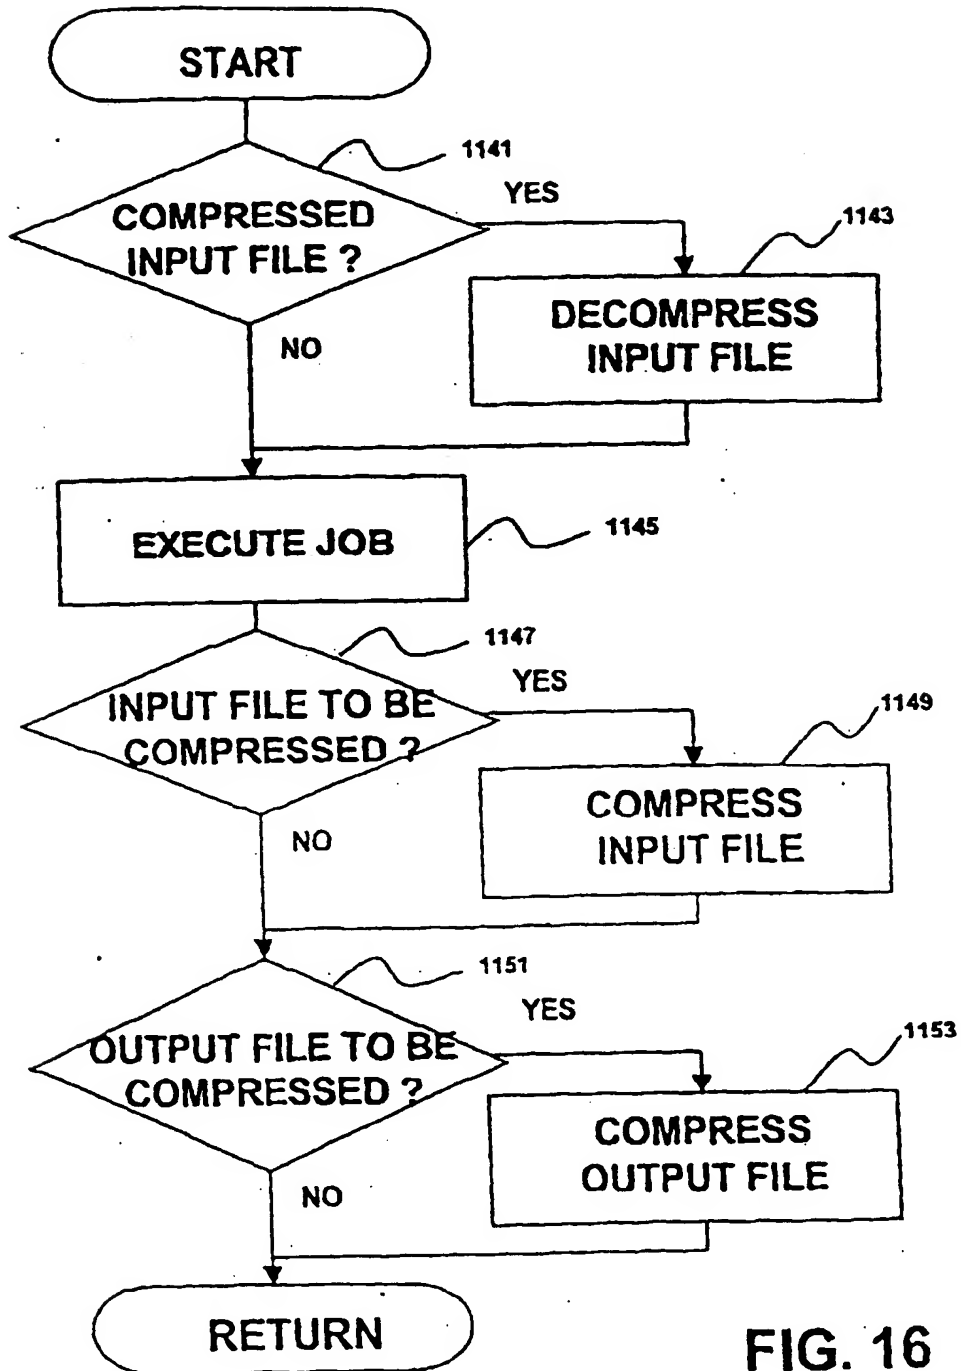 START
1141
COMPRESSED
INPUT FILE ?
YES
1143
DECOMPRESS
INPUT FILE
NO
EXECUTE JOB
1145
1147
INPUT FILE TO BE
COMPRESSED ?
YES
1149
COMPRESS
INPUT FILE
NO
1151
OUTPUT FILE TO BE
COMPRESSED ?
YES
1153
COMPRESS
OUTPUT FILE
NO
RETURN
FIG. 16